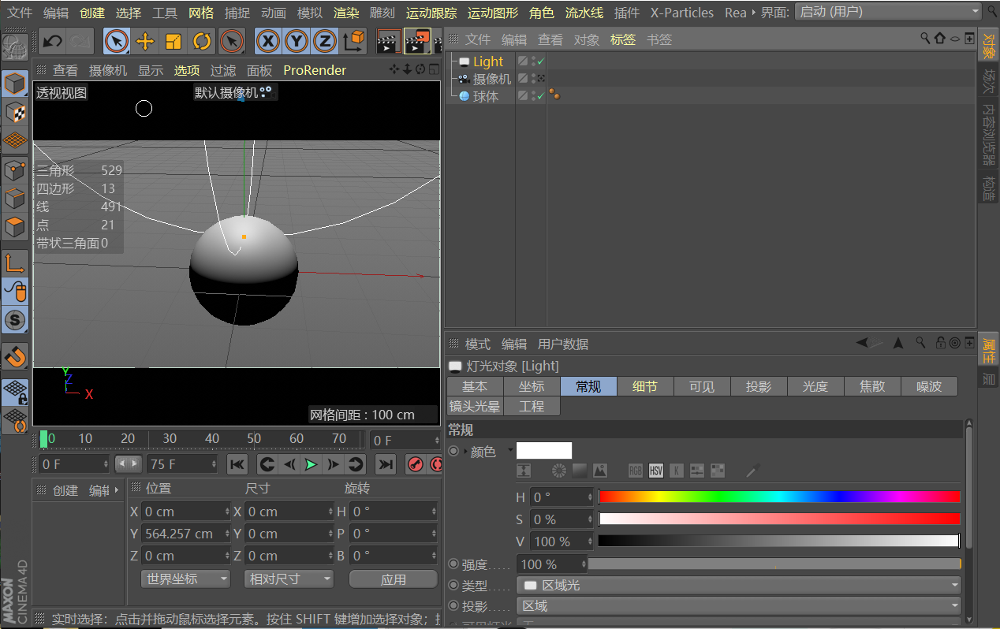 文件 编辑 创建 选择 工具 网格 捕捉 动画 模拟 渲染 雕刻 运动跟踪 运动图形 角色 流水线 插件 X-Particles Rea 界面: 启动 (用户)
文件 编辑 查看 对象 标签 书签
查看 摄像机 显示 选项 过滤 面板 ProRender
透视视图
默认摄像机
三角形 529
四边形 13
线 491
点 21
带状三角面 0
Y
Z
X
网格间距 : 100 cm
Light
摄像机
球体
对象
场次
内容浏览器
构造
模式 编辑 用户数据
灯光对象 [Light]
基本 坐标 常规 细节 可见 投影 光度 焦散 噪波
镜头光晕 工程
常规
颜色
RGB HSV K
H 0 °
S 0 %
V 100 %
强度..... 100 %
类型..... 区域光
投影..... 区域
属性
层
0 10 20 30 40 50 60 70 0 F
0 F 75 F
创建 编辑
位置 尺寸 旋转
X 0 cm X 0 cm H 0 °
Y 564.257 cm Y 0 cm P 0 °
Z 0 cm Z 0 cm B 0 °
世界坐标 相对尺寸 应用
MAXON
CINEMA 4D
实时选择：点击并拖动鼠标选择元素。按住 SHIFT 键增加选择对象；